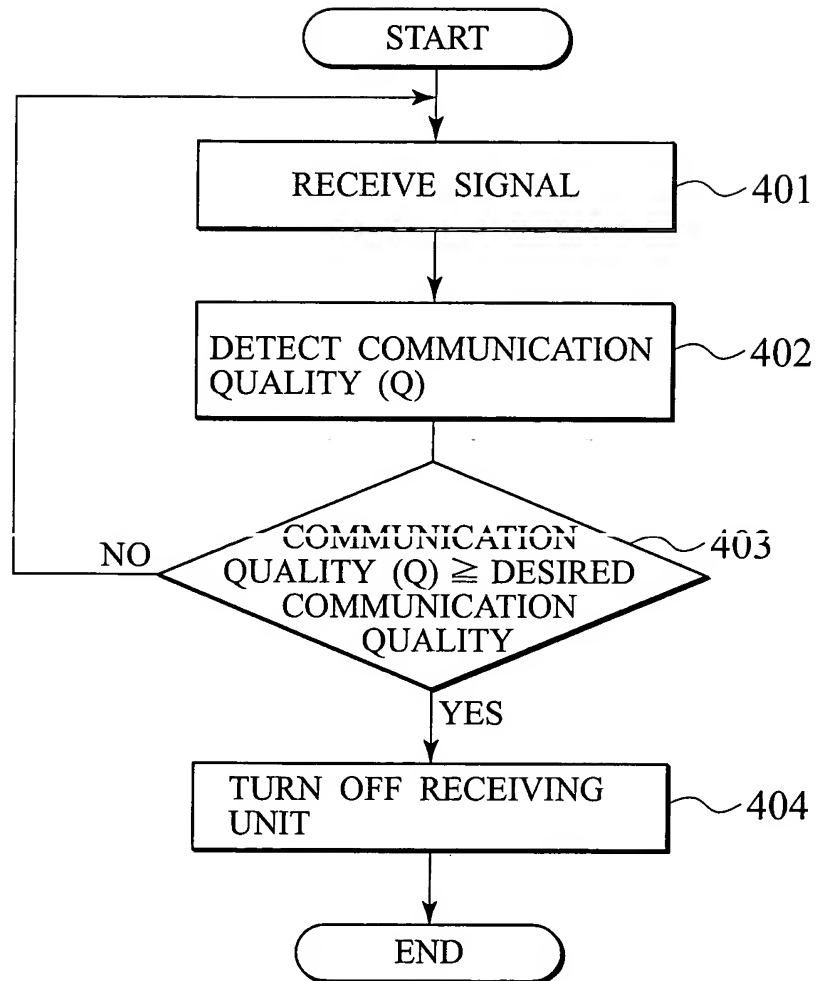 START
RECEIVE SIGNAL
401
DETECT COMMUNICATION
QUALITY (Q)
402
COMMUNICATION
QUALITY (Q) ≧ DESIRED
COMMUNICATION
QUALITY
403
NO
YES
TURN OFF RECEIVING
UNIT
404
END